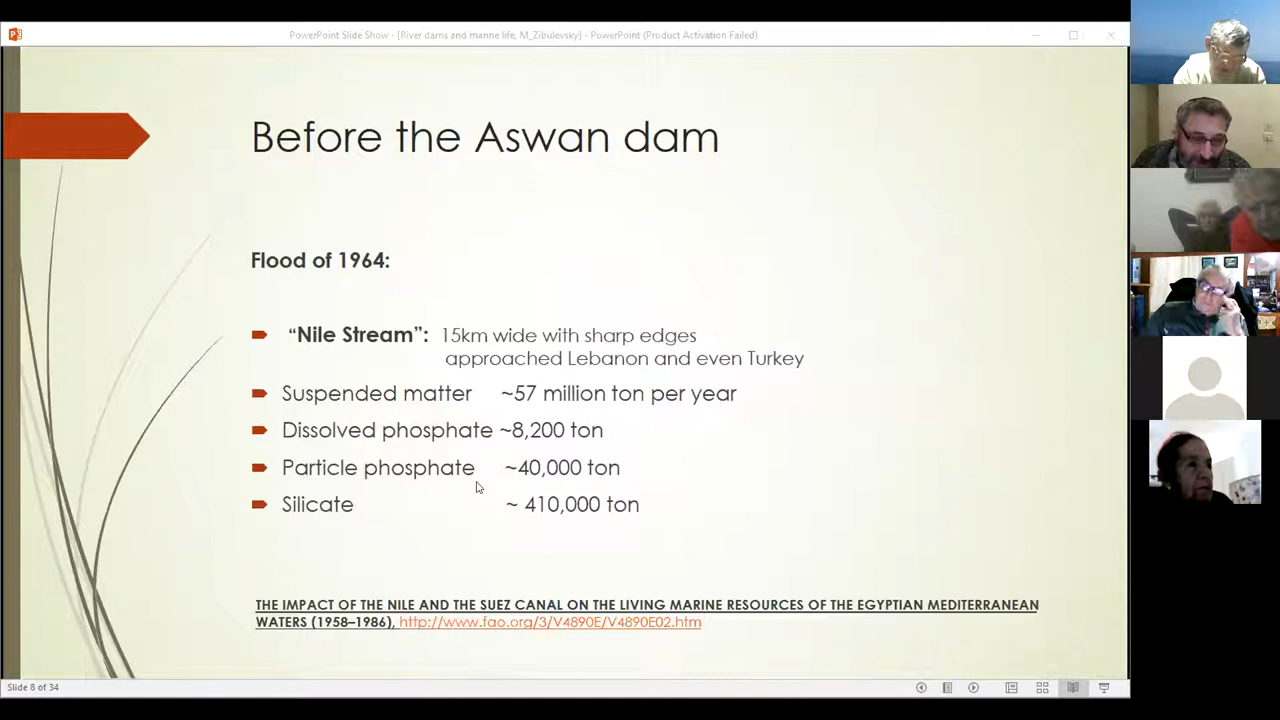 PowerPoint Slide Show - [River dams and marine life, M_Zibulevsky] - PowerPoint (Product Activation Failed)
Before the Aswan dam
Flood of 1964:
“Nile Stream”: 15km wide with sharp edges
approached Lebanon and even Turkey
Suspended matter ~57 million ton per year
Dissolved phosphate ~8,200 ton
Particle phosphate ~40,000 ton
Silicate ~ 410,000 ton
THE IMPACT OF THE NILE AND THE SUEZ CANAL ON THE LIVING MARINE RESOURCES OF THE EGYPTIAN MEDITERRANEAN
WATERS (1958–1986), http://www.fao.org/3/V4890E/V4890E02.htm
Slide 8 of 34